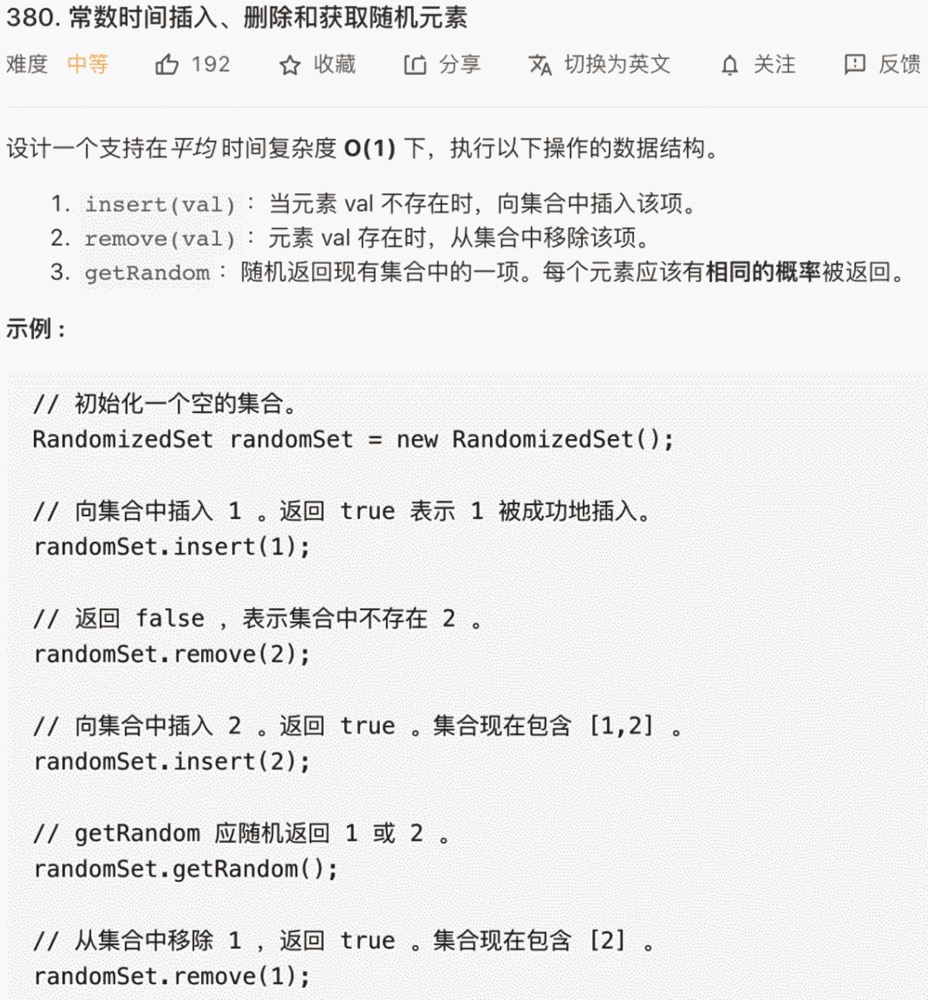 380. 常数时间插入、删除和获取随机元素
难度 中等 192 收藏 分享 切换为英文 关注 反馈
设计一个支持在平均 时间复杂度 O(1) 下，执行以下操作的数据结构。
1. insert(val)：当元素 val 不存在时，向集合中插入该项。
2. remove(val)：元素 val 存在时，从集合中移除该项。
3. getRandom：随机返回现有集合中的一项。每个元素应该有相同的概率被返回。
示例 :
// 初始化一个空的集合。
RandomizedSet randomSet = new RandomizedSet();
// 向集合中插入 1 。返回 true 表示 1 被成功地插入。
randomSet.insert(1);
// 返回 false ，表示集合中不存在 2 。
randomSet.remove(2);
// 向集合中插入 2 。返回 true 。集合现在包含 [1,2] 。
randomSet.insert(2);
// getRandom 应随机返回 1 或 2 。
randomSet.getRandom();
// 从集合中移除 1 ，返回 true 。集合现在包含 [2] 。
randomSet.remove(1);